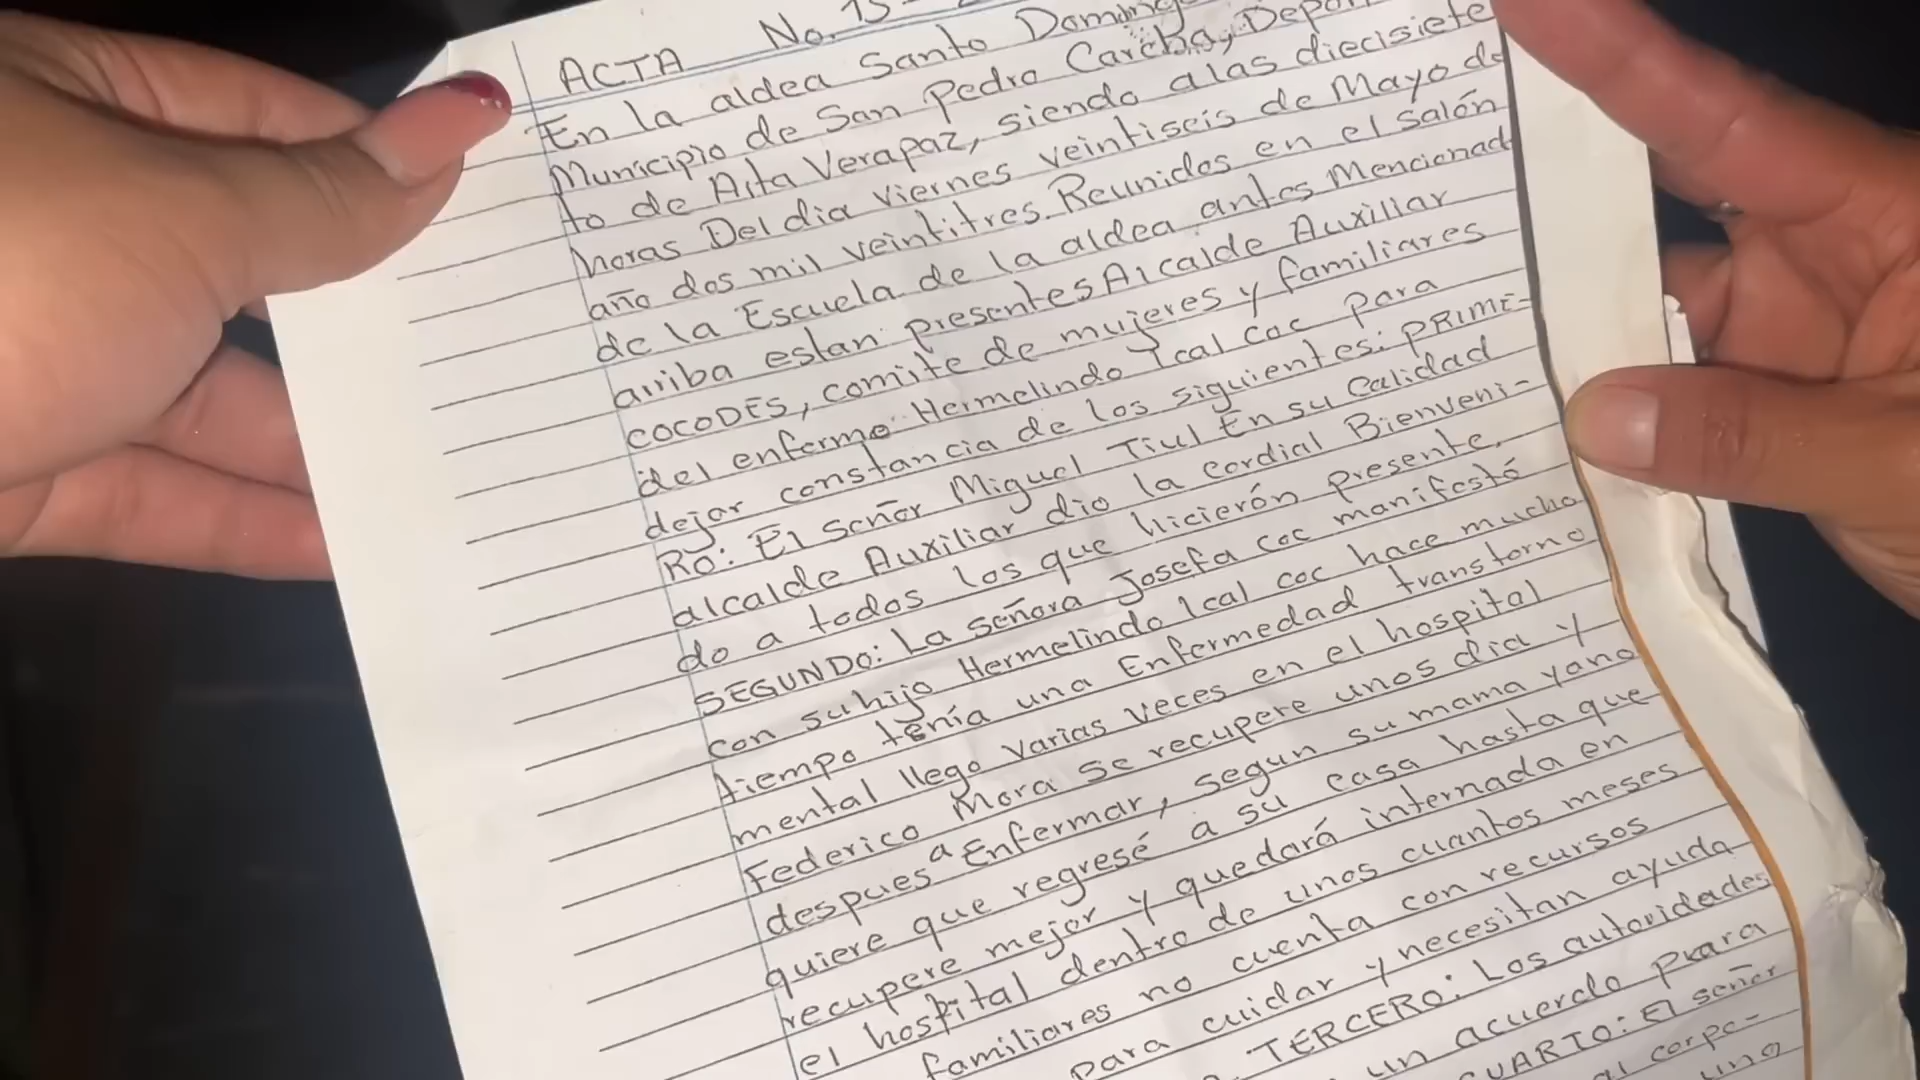 ACTA No. 13-
En la aldea Santo Domingo
Municipio de San Pedro Carcha, Depar
to de Alta Verapaz, siendo a las diecisiete
horas Del dia viernes veintiseis de Mayo de
año dos mil veintitres. Reunidos en el salón
de la Escuela de la aldea antes Mencionad
arriba estan presentes Alcalde Auxiliar
COCODES, comite de mujeres y familiares
del enfermo Hermelindo Ical Coc para
dejar constancia de los siguientes: PRIME-
RO: El señor Miguel Tiul En su Calidad
alcalde Auxiliar dio la cordial Bienveni-
do a todos los que hicierón presente.
SEGUNDO: La señora Josefa coc manifestó
con su hijo Hermelindo Ical coc hace mucho
tiempo tenía una Enfermedad transtorno
mental llego varias veces en el hospital
Federico Mora se recupere unos dia y
despues a Enfermar, segun su mama yano
quiere que regresé a su casa hasta que
recupere mejor y quedará internada en
el hospital dentro de unos cuantos meses
familiares no cuenta con recursos
para cuidar y necesitan ayuda
TERCERO: Los autoridades
un acuerdo para
CUARTO: El señor
al corpo-
uno